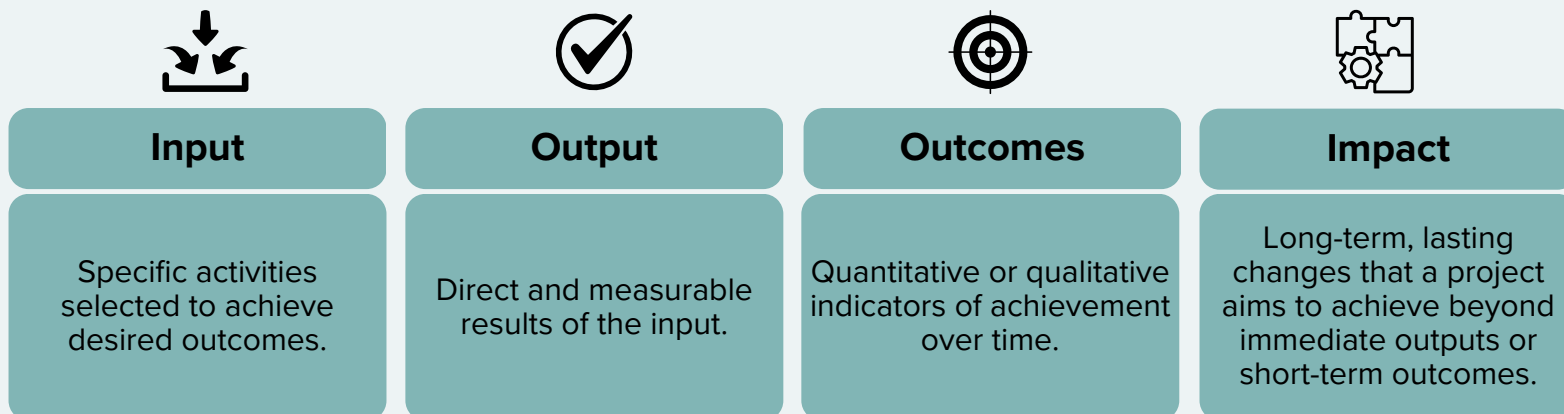 Input
Specific activities
selected to achieve
desired outcomes.
Output
Direct and measurable
results of the input.
Outcomes
Quantitative or qualitative
indicators of achievement
over time.
Impact
Long-term, lasting
changes that a project
aims to achieve beyond
immediate outputs or
short-term outcomes.